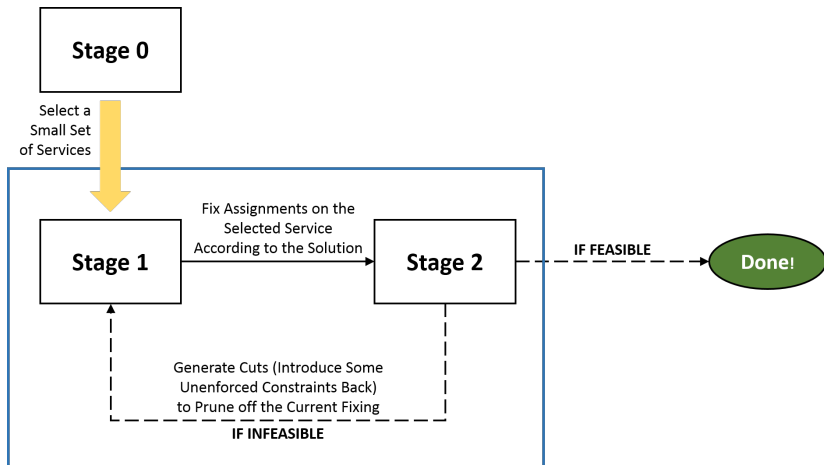 Stage 0
Select a
Small Set
of Services
Stage 1
Fix Assignments on the
Selected Service
According to the Solution
Stage 2
IF FEASIBLE
Done!
Generate Cuts (Introduce Some
Unenforced Constraints Back)
to Prune off the Current Fixing
IF INFEASIBLE